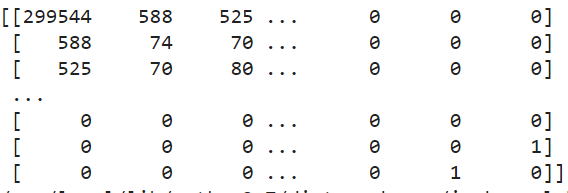 [[299544 588 525 ... 0 0 0]
[ 588 74 70 ... 0 0 0]
[ 525 70 80 ... 0 0 0]
...
[ 0 0 0 ... 0 0 0]
[ 0 0 0 ... 0 0 1]
[ 0 0 0 ... 0 1 0]]